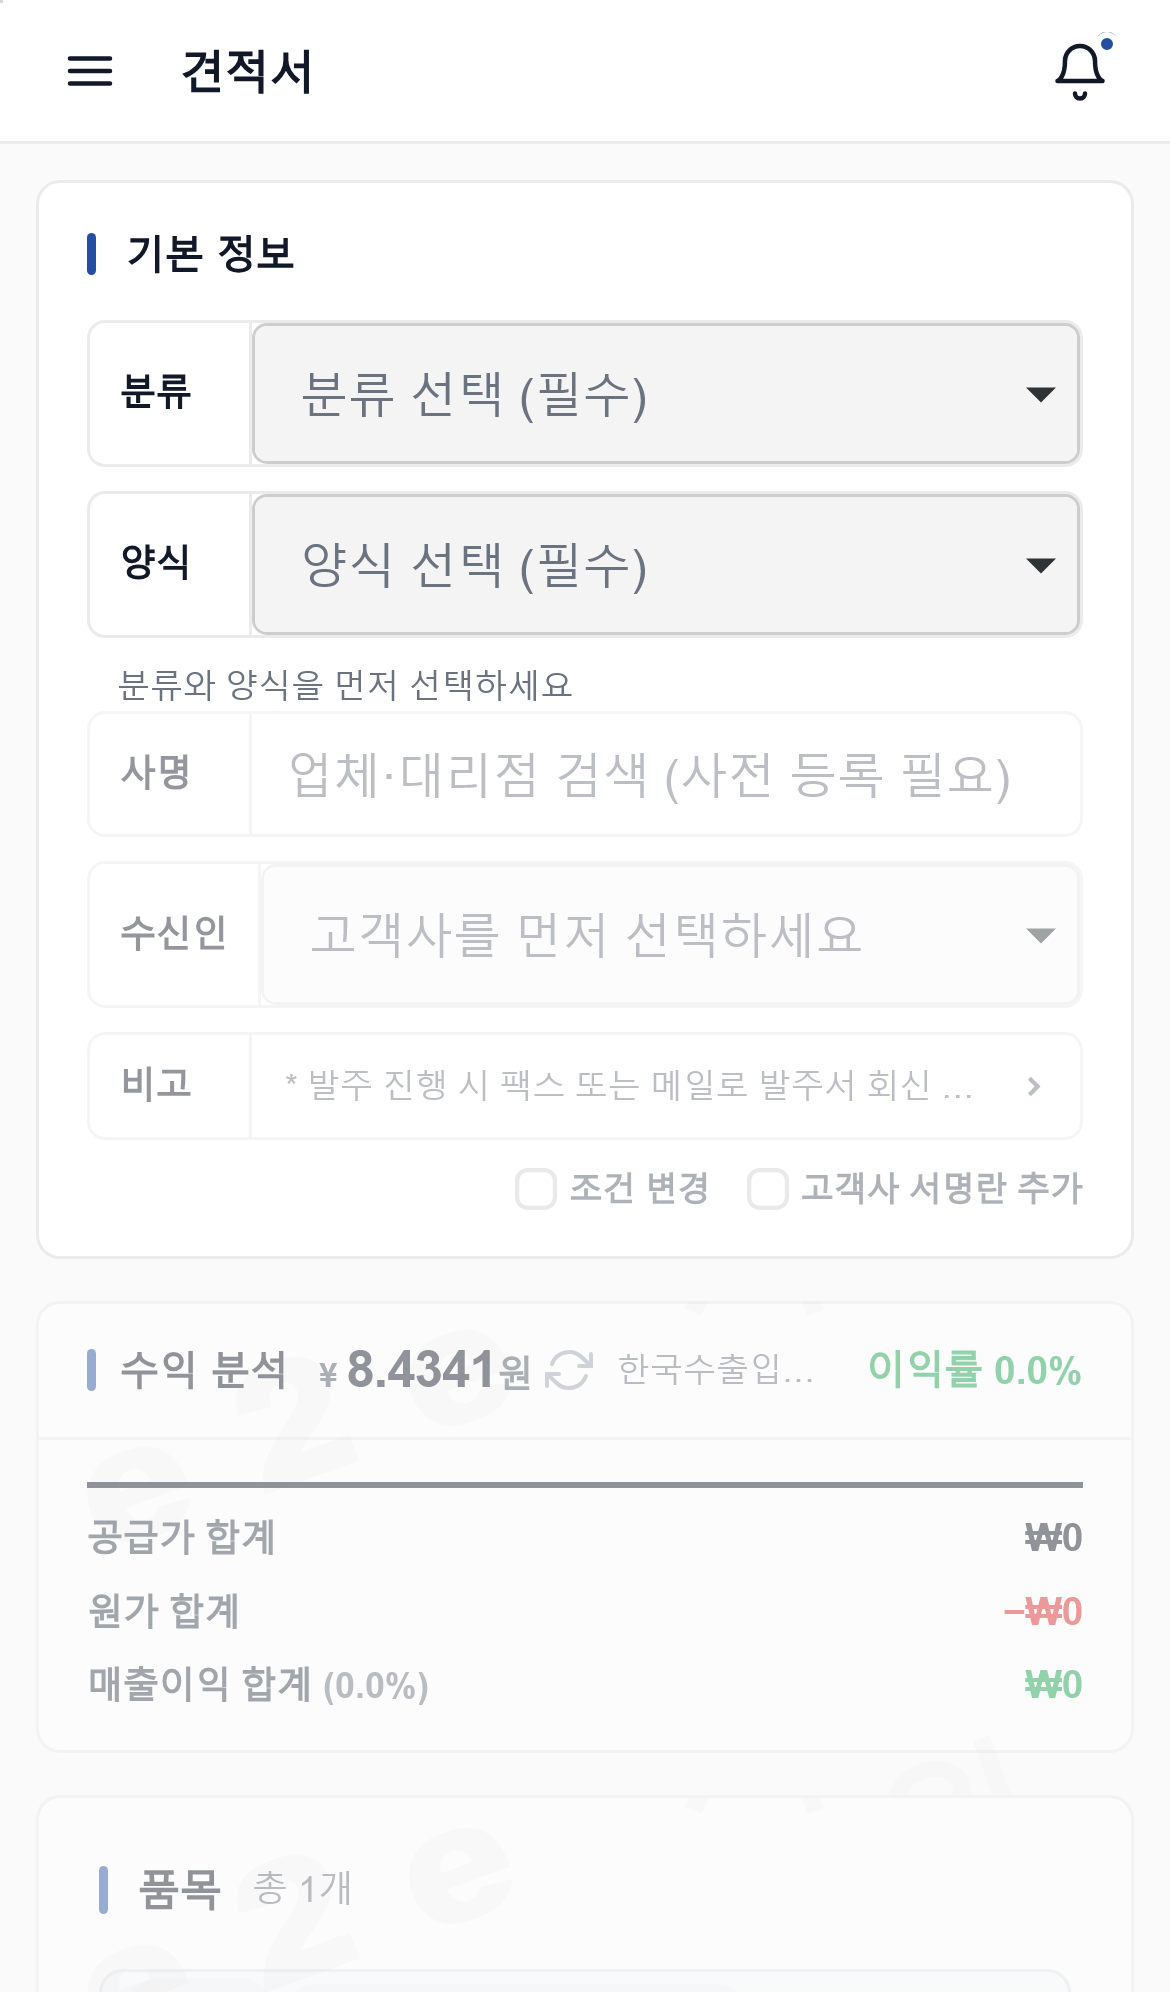 견적서
기본 정보
분류 분류 선택 (필수)
양식 양식 선택 (필수)
분류와 양식을 먼저 선택하세요
사명 업체·대리점 검색 (사전 등록 필요)
수신인 고객사를 먼저 선택하세요
비고 * 발주 진행 시 팩스 또는 메일로 발주서 회신 ...
조건 변경 고객사 서명란 추가
수익 분석 ¥ 8.4341원 한국수출입... 이익률 0.0%
공급가 합계 ₩0
원가 합계 −₩0
매출이익 합계 (0.0%) ₩0
품목 총 1개